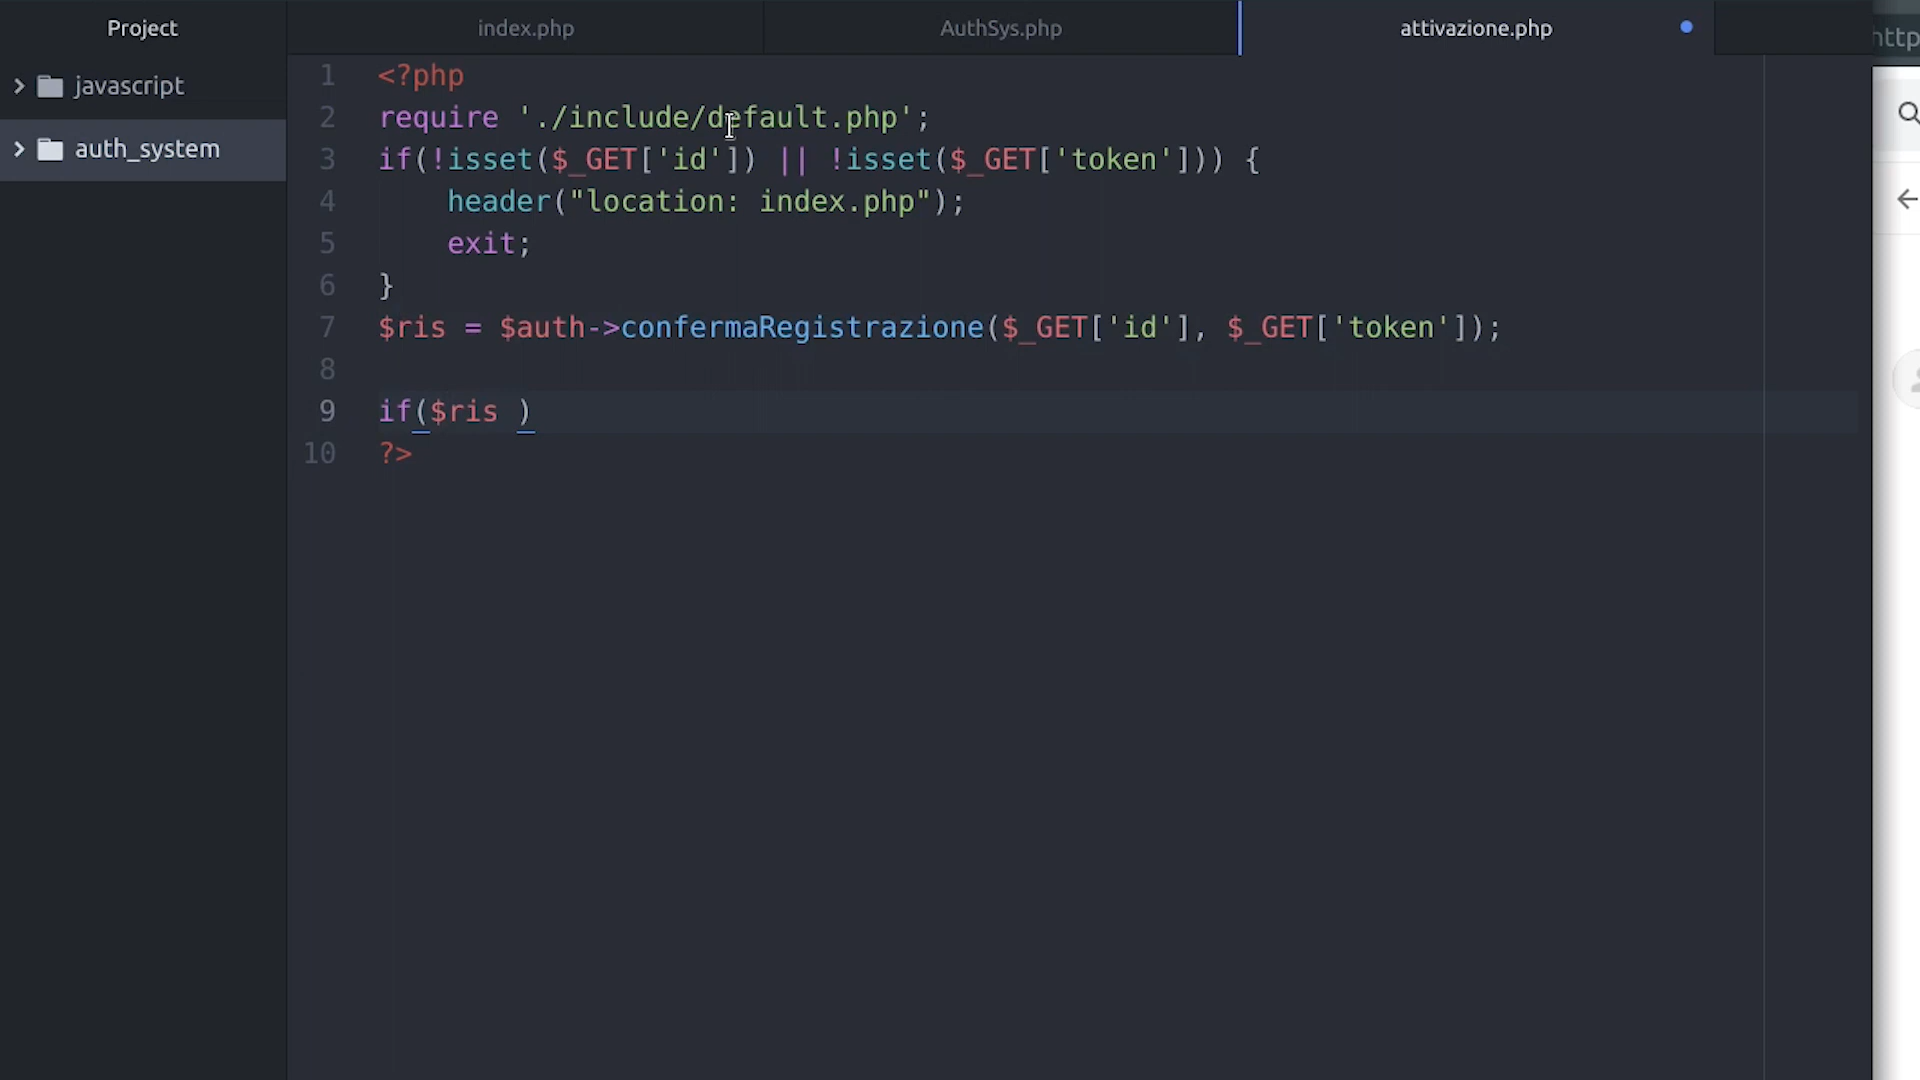 Project
index.php
AuthSys.php
attivazione.php
http
javascript
auth_system
1 <?php
2 require './include/default.php';
3 if(!isset($_GET['id']) || !isset($_GET['token'])) {
4 header("location: index.php");
5 exit;
6 }
7 $ris = $auth->confermaRegistrazione($_GET['id'], $_GET['token']);
8
9 if($ris )
10 ?>